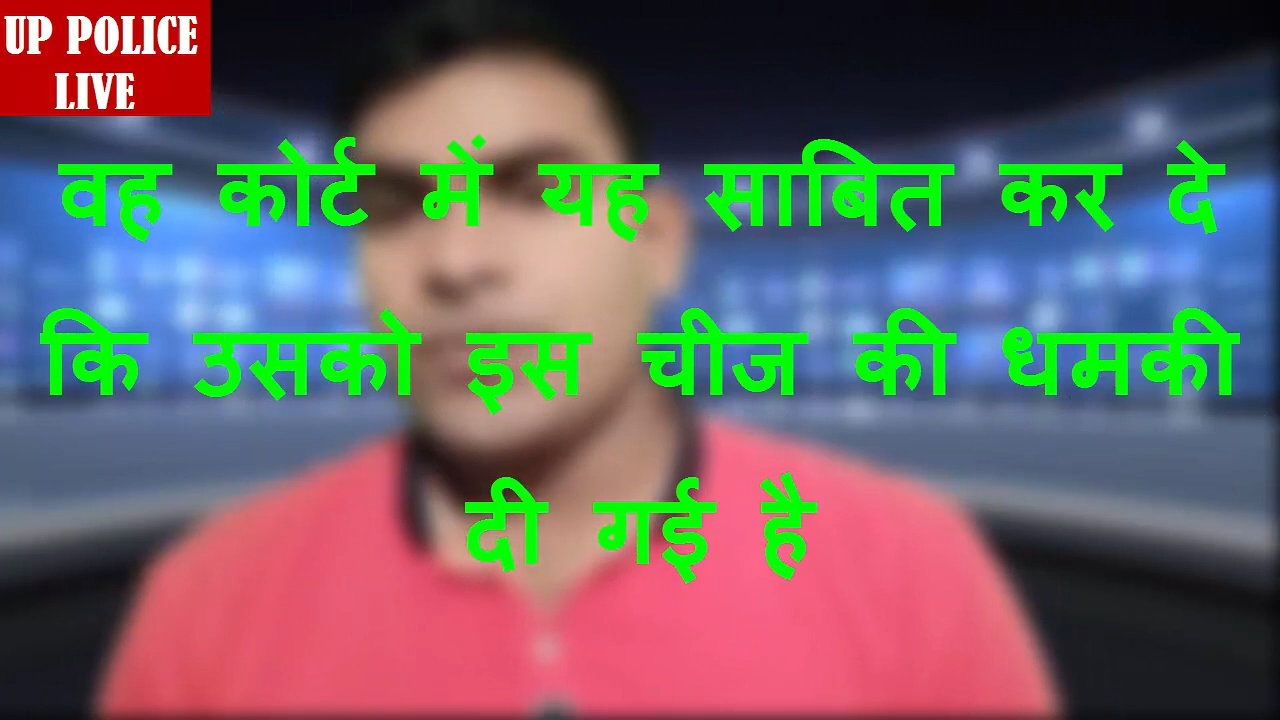 UP POLICE
LIVE
वह कोर्ट में यह साबित कर दे
कि उसको इस चीज की धमकी
दी गई है